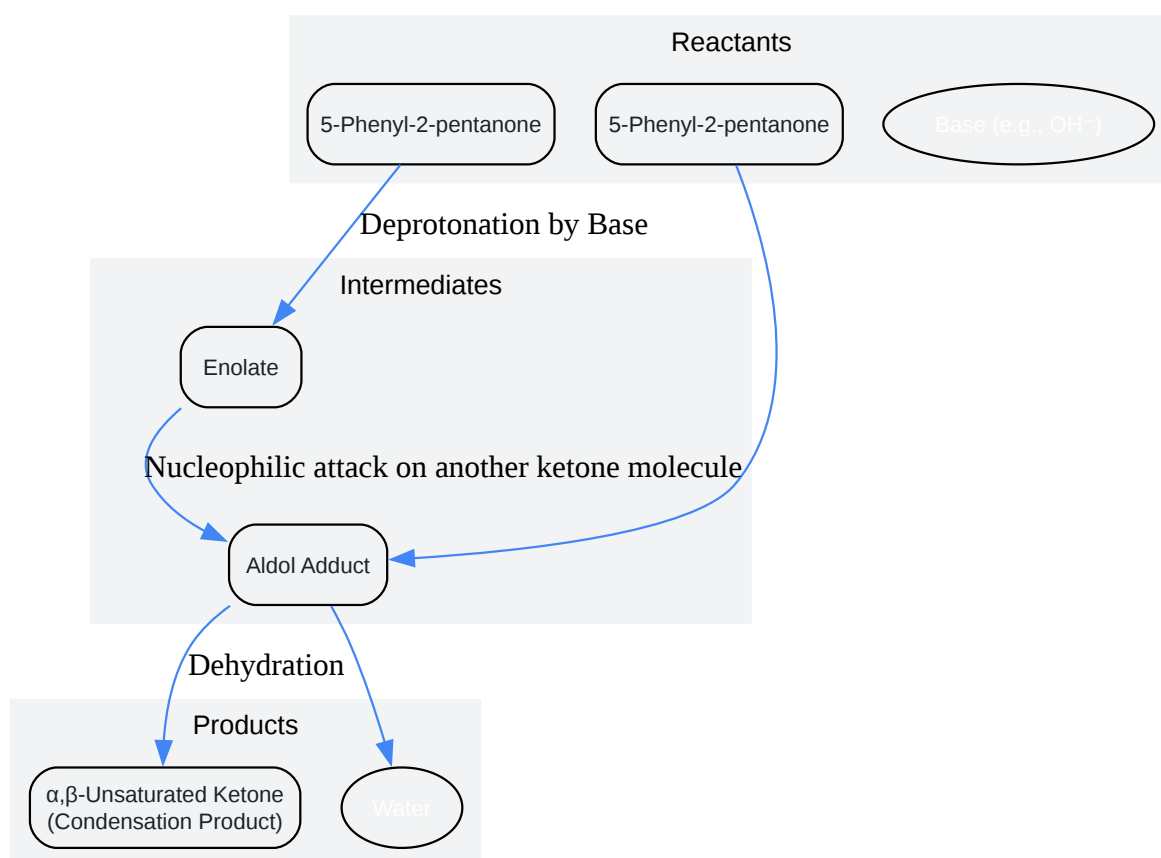 Reactants
5-Phenyl-2-pentanone
5-Phenyl-2-pentanone
Base (e.g., OH⁻)
Deprotonation by Base
Intermediates
Enolate
Nucleophilic attack on another ketone molecule
Aldol Adduct
Dehydration
Products
α,β-Unsaturated Ketone
(Condensation Product)
Water